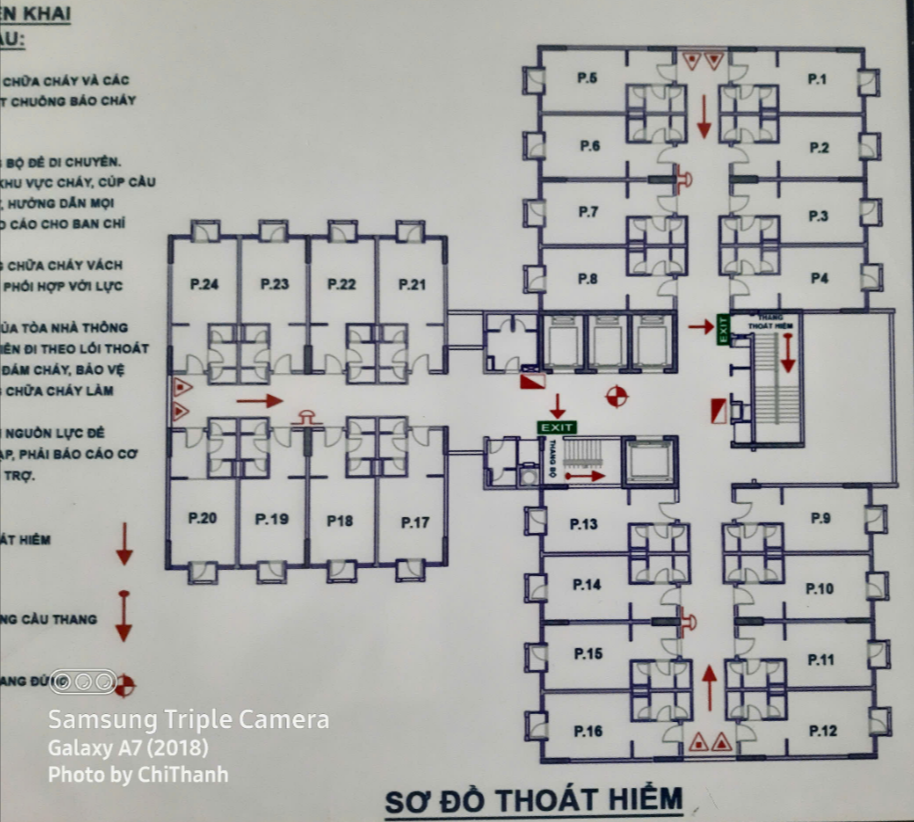 ÊN KHAI
ÂU:
CHỮA CHÁY VÀ CÁC
T CHUÔNG BÁO CHÁY
BỘ ĐỂ DI CHUYỂN.
KHU VỰC CHÁY, CÚP CẦU
HƯỚNG DẪN MỌI
O CÁO CHO BAN CHỈ
CHỮA CHÁY VÁCH
PHỐI HỢP VỚI LỰC
ỦA TÒA NHÀ THÔNG
IÊN ĐI THEO LỐI THOÁT
ĐÁM CHÁY, BẢO VỆ
CHỮA CHÁY LÀM
NGUỒN LỰC ĐỂ
ẠP, PHẢI BÁO CÁO CƠ
TRỢ.
ÁT HIỂM
NG CẦU THANG
ANG ĐỨNG
P.5
P.1
P.6
P.2
P.7
P.3
P.8
P4
P.24
P.23
P.22
P.21
THANG
THOÁT HIỂM
EXIT
EXIT
THANG BỘ
P.20
P.19
P18
P.17
P.13
P.9
P.14
P.10
P.15
P.11
P.16
P.12
SƠ ĐỒ THOÁT HIỂM
Samsung Triple Camera
Galaxy A7 (2018)
Photo by ChiThanh